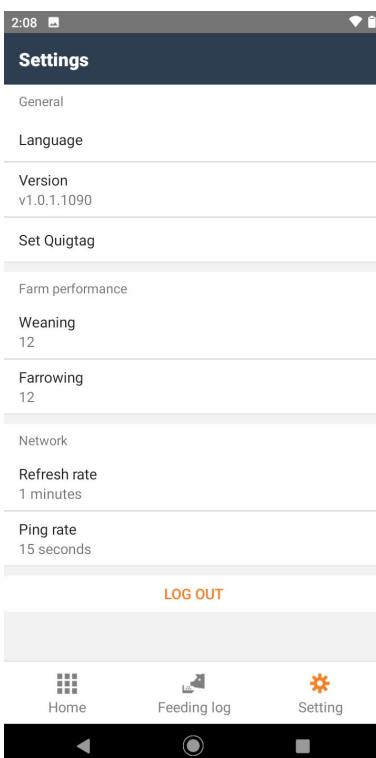 2:08
Settings
General
Language
Version
v1.0.1.1090
Set Quigtag
Farm performance
Weaning
12
Farrowing
12
Network
Refresh rate
1 minutes
Ping rate
15 seconds
LOG OUT
Home Feeding log Setting